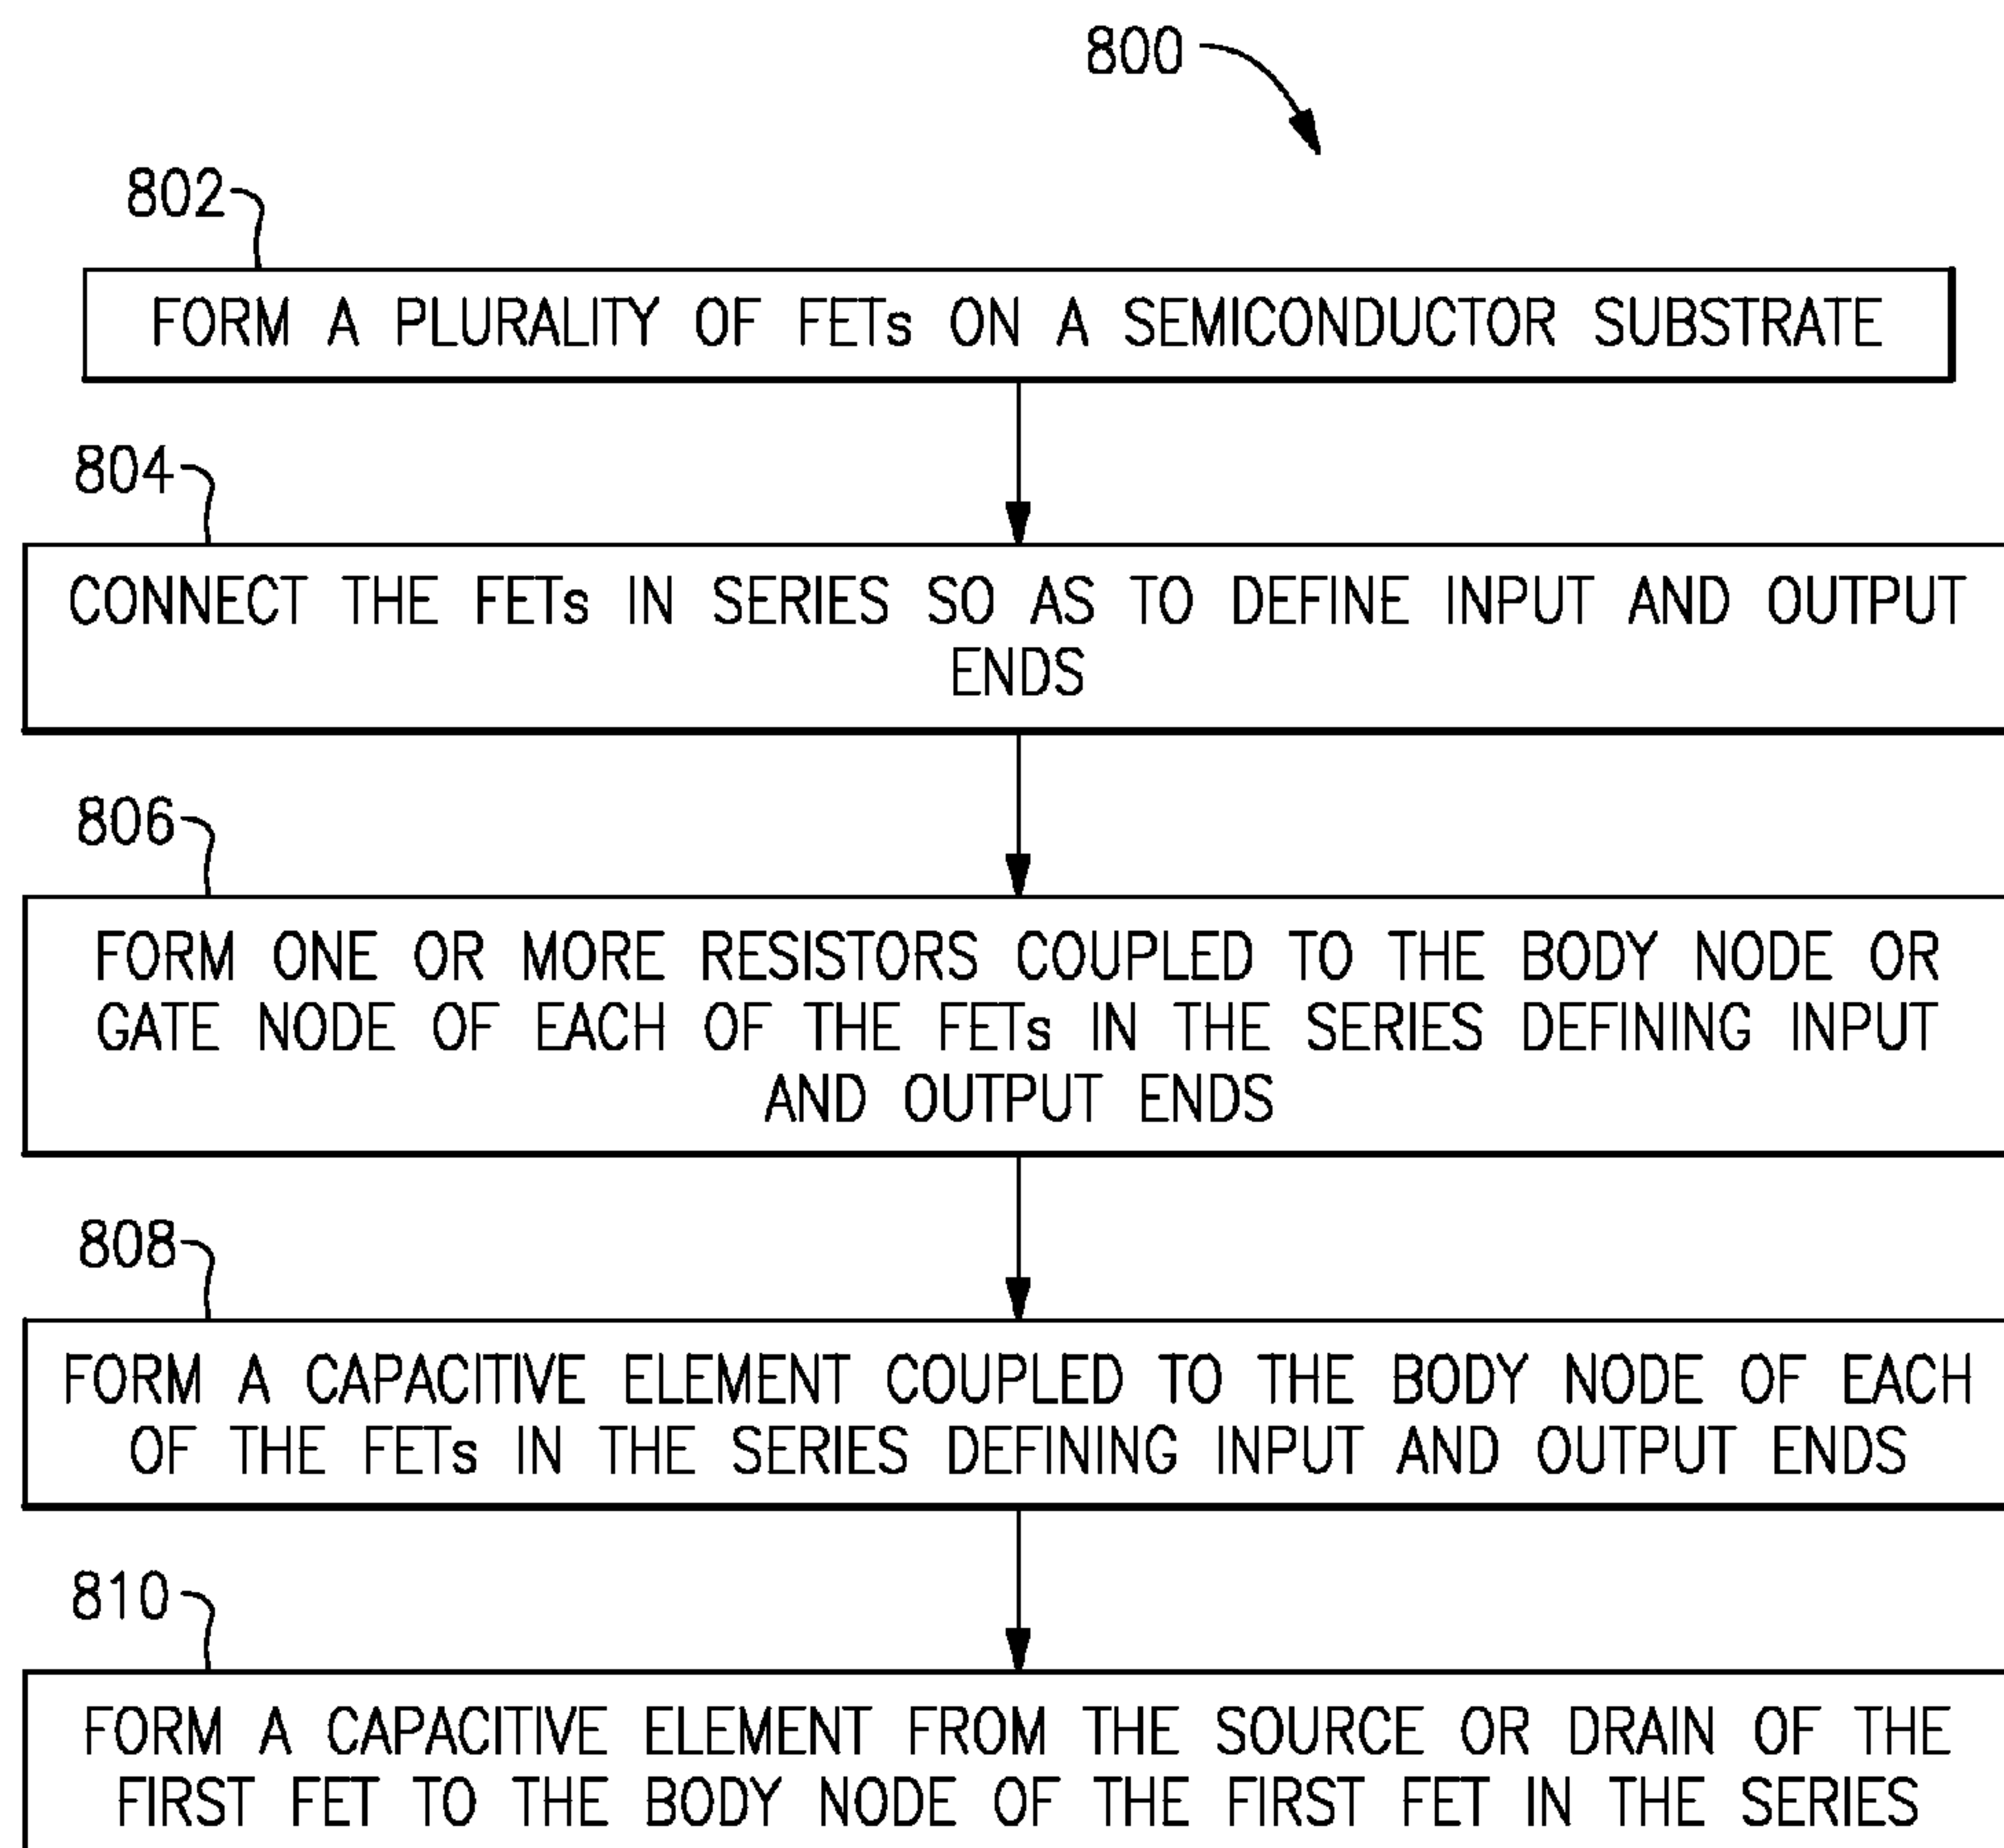 800
802
FORM A PLURALITY OF FETs ON A SEMICONDUCTOR SUBSTRATE
804
CONNECT THE FETs IN SERIES SO AS TO DEFINE INPUT AND OUTPUT
ENDS
806
FORM ONE OR MORE RESISTORS COUPLED TO THE BODY NODE OR
GATE NODE OF EACH OF THE FETs IN THE SERIES DEFINING INPUT
AND OUTPUT ENDS
808
FORM A CAPACITIVE ELEMENT COUPLED TO THE BODY NODE OF EACH
OF THE FETs IN THE SERIES DEFINING INPUT AND OUTPUT ENDS
810
FORM A CAPACITIVE ELEMENT FROM THE SOURCE OR DRAIN OF THE
FIRST FET TO THE BODY NODE OF THE FIRST FET IN THE SERIES